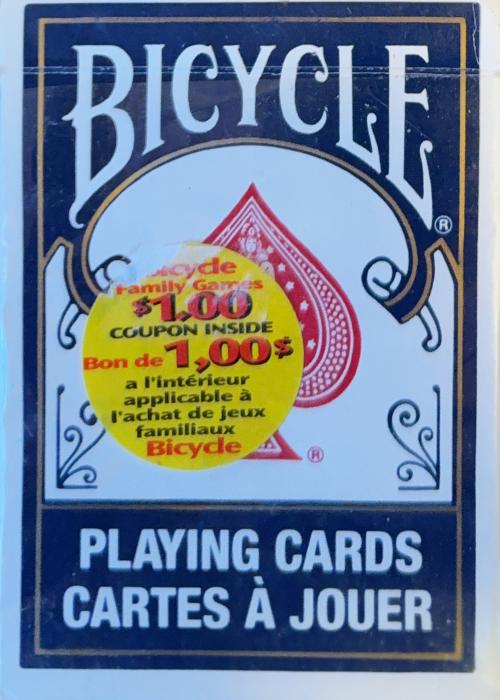 BICYCLE®
Bicycle
Family Games
$1.00
COUPON INSIDE
Bon de 1,00$
a l'intérieur
applicable à
l'achat de jeux
familiaux
Bicycle
®
PLAYING CARDS
CARTES À JOUER